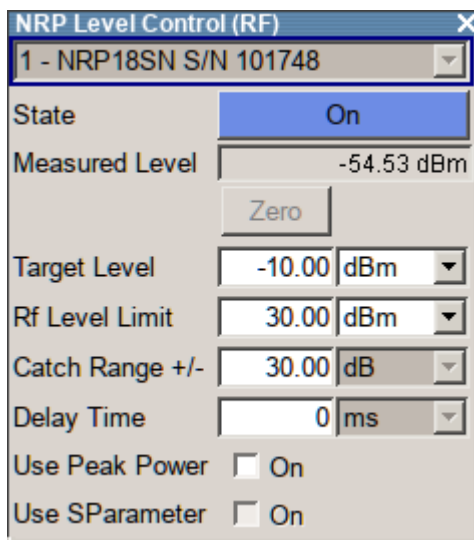 NRP Level Control (RF)
1 - NRP18SN S/N 101748
State On
Measured Level -54.53 dBm
Zero
Target Level -10.00 dBm
Rf Level Limit 30.00 dBm
Catch Range +/- 30.00 dB
Delay Time 0 ms
Use Peak Power On
Use SParameter On